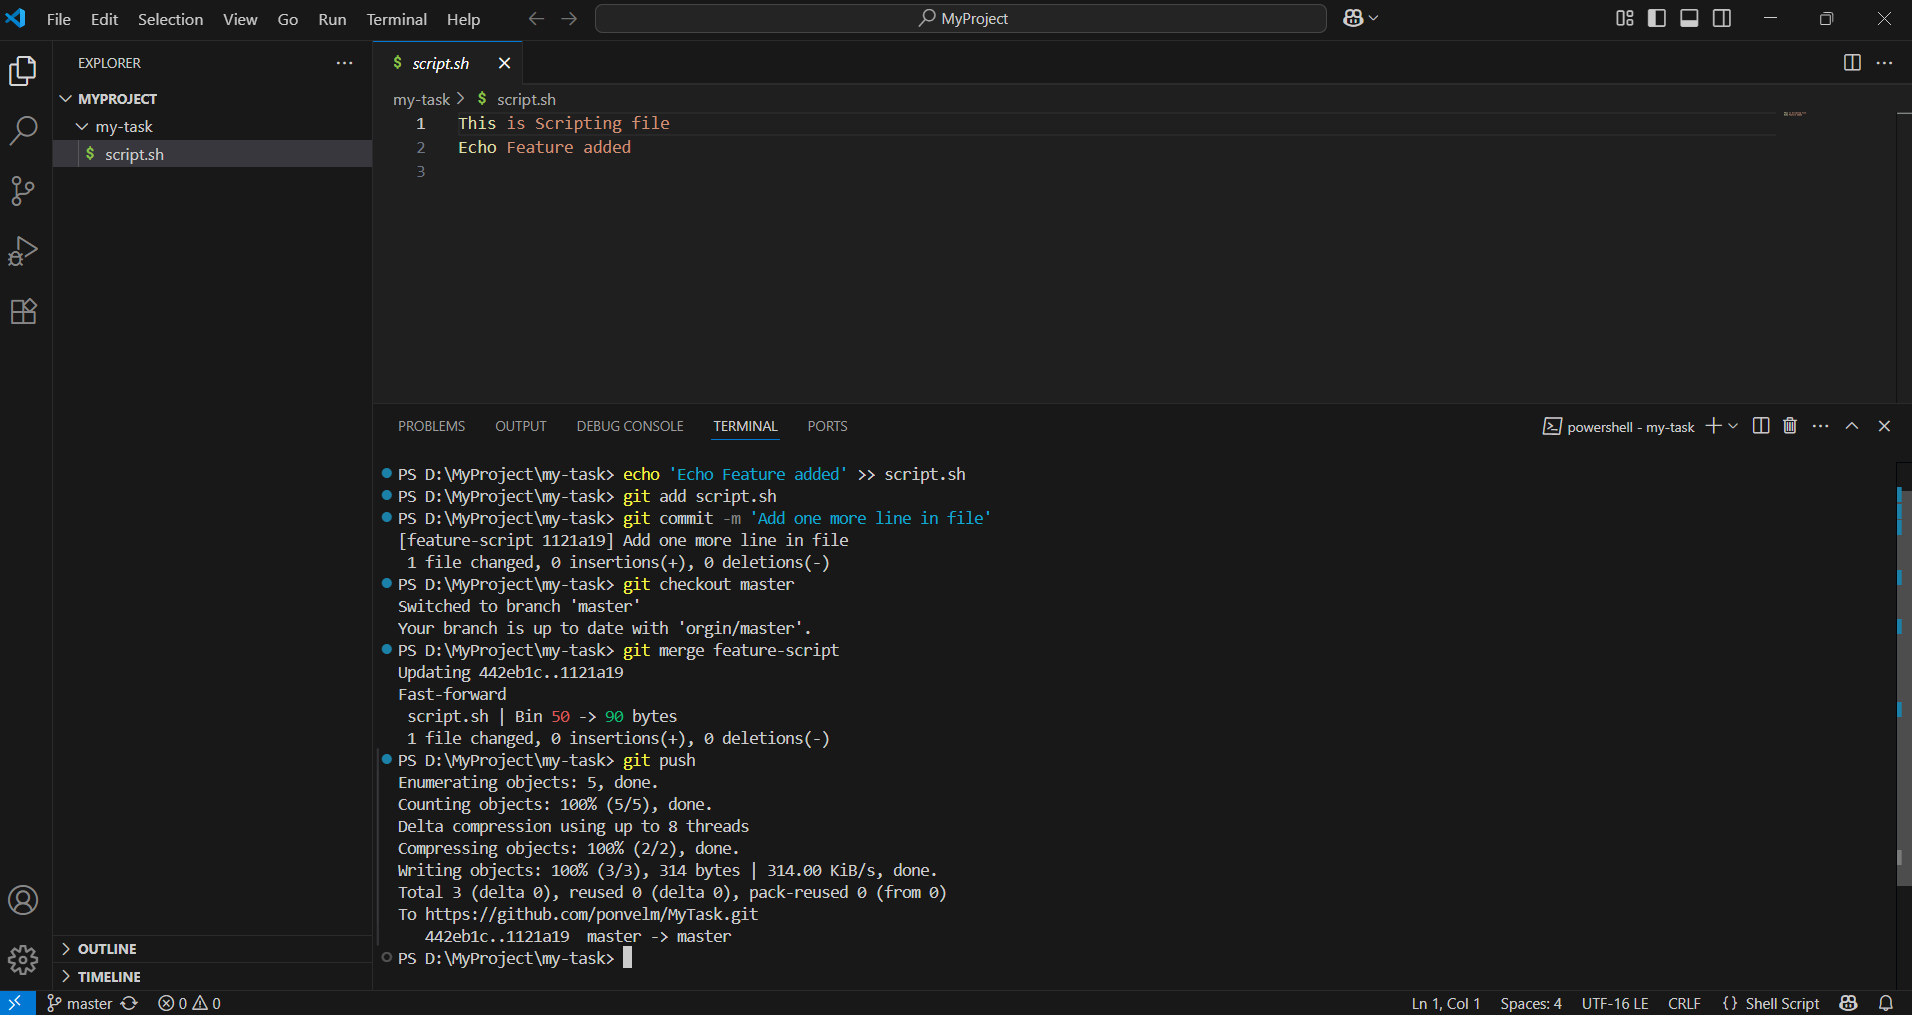 File Edit Selection View Go Run Terminal Help MyProject
EXPLORER
MYPROJECT
my-task
$ script.sh
$ script.sh
my-task > $ script.sh
1 This is Scripting file
2 Echo Feature added
3
PROBLEMS OUTPUT DEBUG CONSOLE TERMINAL PORTS powershell - my-task
PS D:\MyProject\my-task> echo 'Echo Feature added' >> script.sh
PS D:\MyProject\my-task> git add script.sh
PS D:\MyProject\my-task> git commit -m 'Add one more line in file'
[feature-script 1121a19] Add one more line in file
1 file changed, 0 insertions(+), 0 deletions(-)
PS D:\MyProject\my-task> git checkout master
Switched to branch 'master'
Your branch is up to date with 'orgin/master'.
PS D:\MyProject\my-task> git merge feature-script
Updating 442eb1c..1121a19
Fast-forward
script.sh | Bin 50 -> 90 bytes
1 file changed, 0 insertions(+), 0 deletions(-)
PS D:\MyProject\my-task> git push
Enumerating objects: 5, done.
Counting objects: 100% (5/5), done.
Delta compression using up to 8 threads
Compressing objects: 100% (2/2), done.
Writing objects: 100% (3/3), 314 bytes | 314.00 KiB/s, done.
Total 3 (delta 0), reused 0 (delta 0), pack-reused 0 (from 0)
To https://github.com/ponvelm/MyTask.git
442eb1c..1121a19  master -> master
PS D:\MyProject\my-task>
OUTLINE
TIMELINE
master 0 0 Ln 1, Col 1 Spaces: 4 UTF-16 LE CRLF {} Shell Script